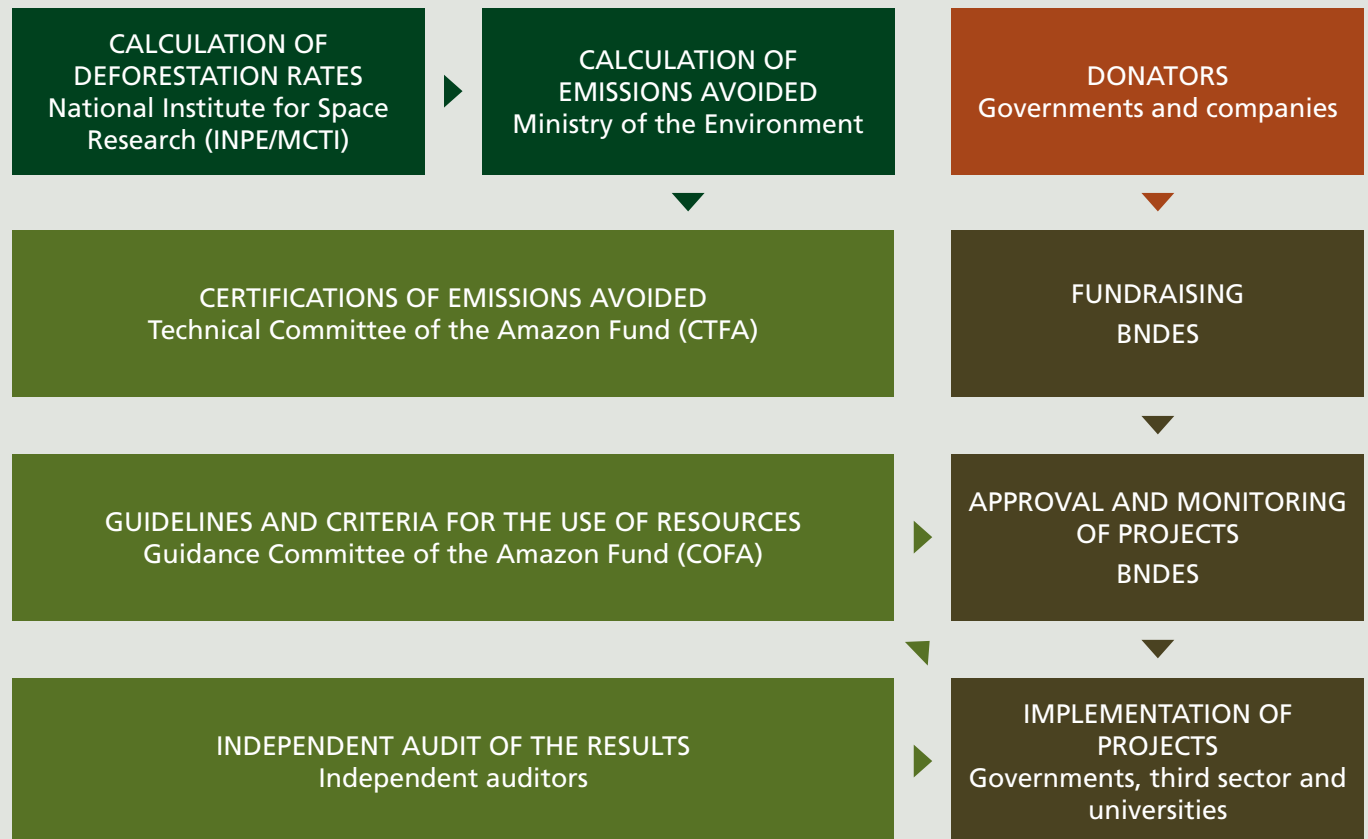 CALCULATION OF
DEFORESTATION RATES
National Institute for Space
Research (INPE/MCTI)
CALCULATION OF
EMISSIONS AVOIDED
Ministry of the Environment
DONATORS
Governments and companies
CERTIFICATIONS OF EMISSIONS AVOIDED
Technical Committee of the Amazon Fund (CTFA)
FUNDRAISING
BNDES
GUIDELINES AND CRITERIA FOR THE USE OF RESOURCES
Guidance Committee of the Amazon Fund (COFA)
APPROVAL AND MONITORING
OF PROJECTS
BNDES
INDEPENDENT AUDIT OF THE RESULTS
Independent auditors
IMPLEMENTATION OF
PROJECTS
Governments, third sector and
universities